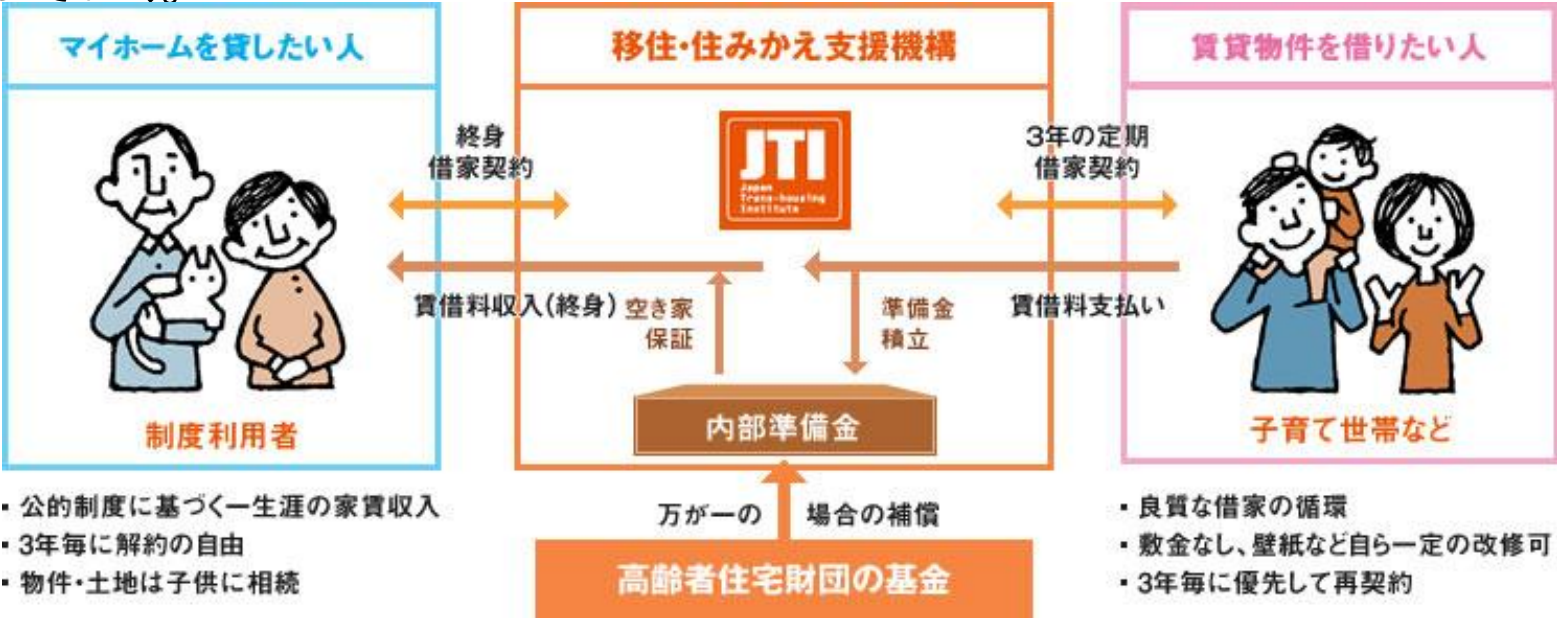 マイホームを貸したい人
移住・住みかえ支援機構
賃貸物件を借りたい人
終身
借家契約
JTI
Japan
Trans-housing
Institute
3年の定期
借家契約
賃借料収入(終身)
空き家
保証
準備金
積立
賃借料支払い
内部準備金
制度利用者
子育て世帯など
▪ 公的制度に基づく一生涯の家賃収入
▪ 3年毎に解約の自由
▪ 物件・土地は子供に相続
万が一の 場合の補償
高齢者住宅財団の基金
▪ 良質な借家の循環
▪ 敷金なし、壁紙など自ら一定の改修可
▪ 3年毎に優先して再契約